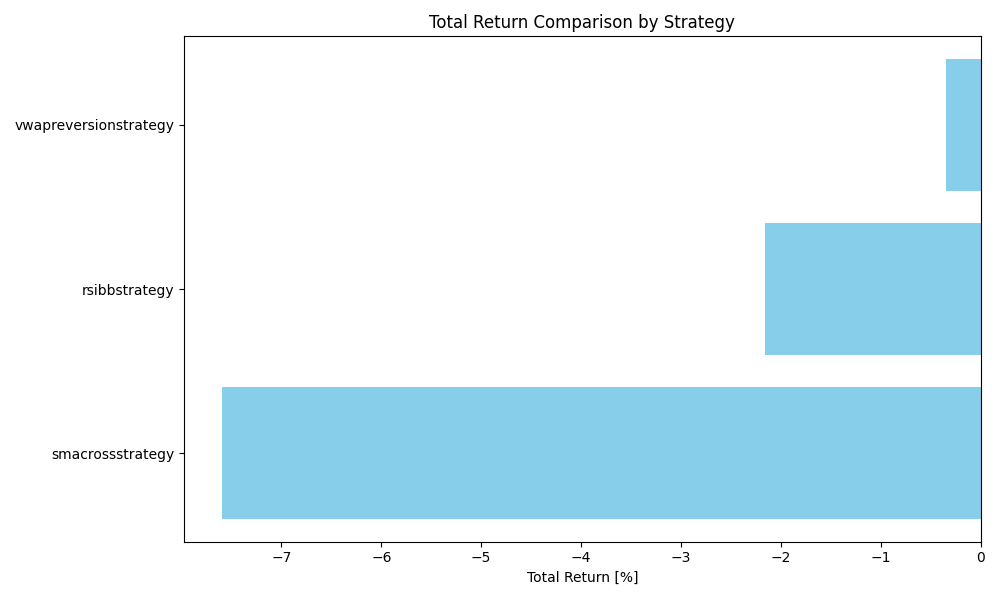 Total Return Comparison by Strategy
vwapreversionstrategy
rsibbstrategy
smacrossstrategy
−7 −6 −5 −4 −3 −2 −1 0
Total Return [%]